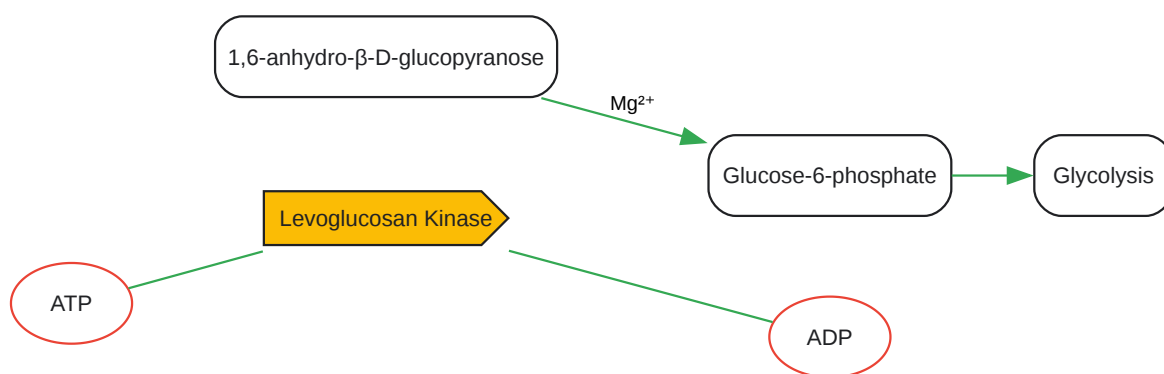 1,6-anhydro-β-D-glucopyranose
Mg²⁺
Glucose-6-phosphate
Glycolysis
Levoglucosan Kinase
ATP
ADP